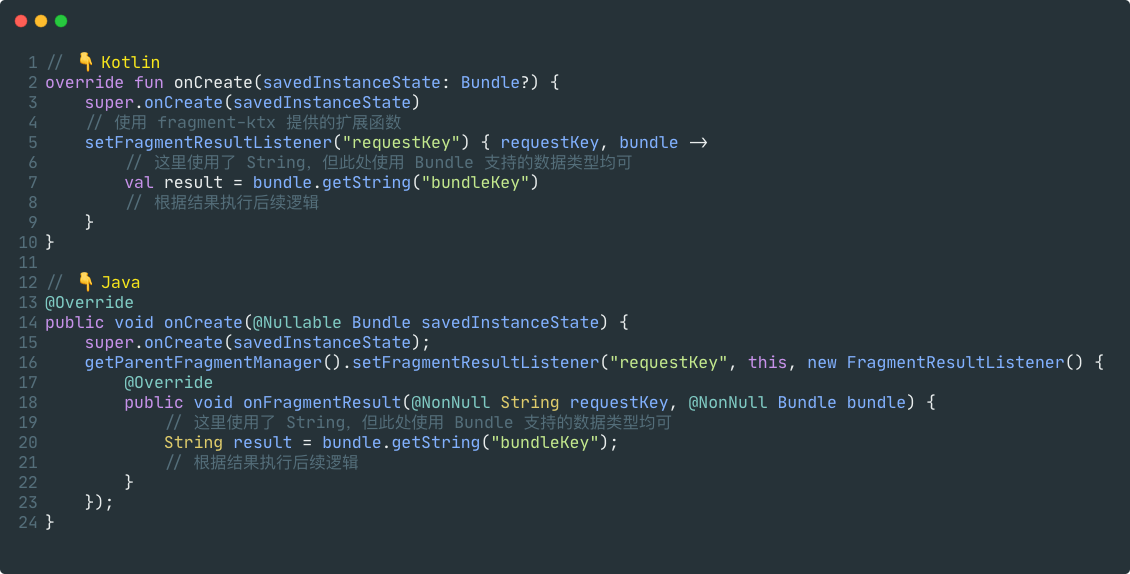 1 // 👇 Kotlin
2 override fun onCreate(savedInstanceState: Bundle?) {
3     super.onCreate(savedInstanceState)
4     // 使用 fragment-ktx 提供的扩展函数
5     setFragmentResultListener("requestKey") { requestKey, bundle ->
6         // 这里使用了 String，但此处使用 Bundle 支持的数据类型均可
7         val result = bundle.getString("bundleKey")
8         // 根据结果执行后续逻辑
9     }
10 }
11
12 // 👇 Java
13 @Override
14 public void onCreate(@Nullable Bundle savedInstanceState) {
15     super.onCreate(savedInstanceState);
16     getParentFragmentManager().setFragmentResultListener("requestKey", this, new FragmentResultListener() {
17         @Override
18         public void onFragmentResult(@NonNull String requestKey, @NonNull Bundle bundle) {
19             // 这里使用了 String，但此处使用 Bundle 支持的数据类型均可
20             String result = bundle.getString("bundleKey");
21             // 根据结果执行后续逻辑
22         }
23     });
24 }